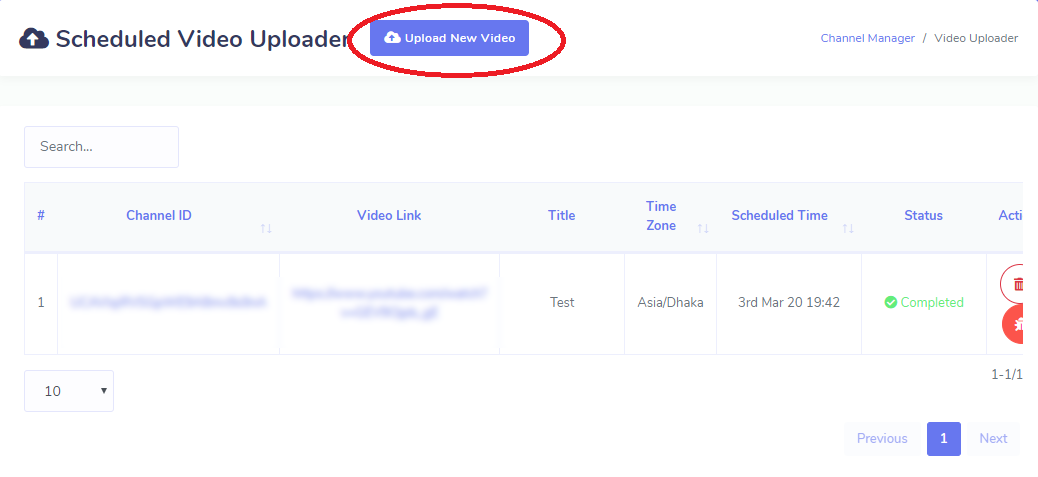 Scheduled Video Uploader
Upload New Video
Channel Manager / Video Uploader
Search...
# Channel ID Video Link Title Time Zone Scheduled Time Status Acti
1 Test Asia/Dhaka 3rd Mar 20 19:42 Completed
10
1-1/1
Previous 1 Next